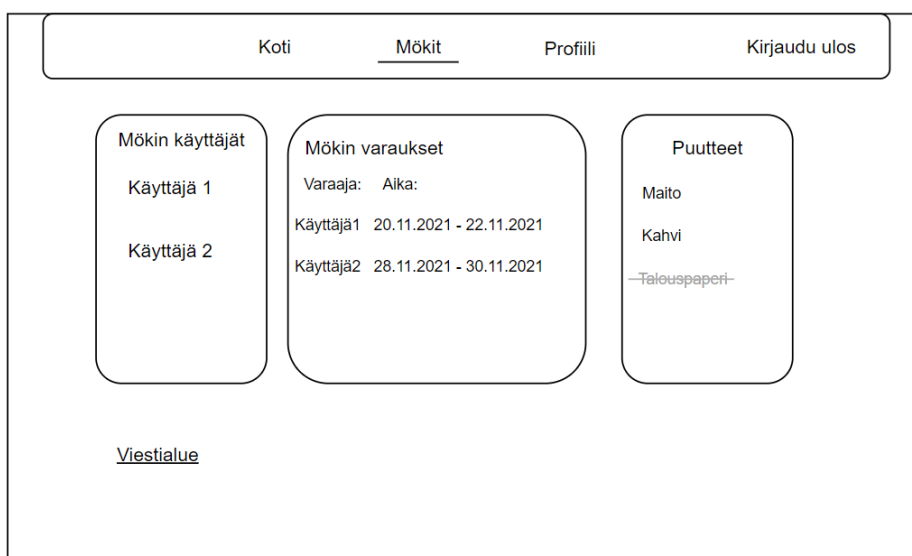 Koti Mökit Profiili Kirjaudu ulos
Mökin käyttäjät
Käyttäjä 1
Käyttäjä 2
Mökin varaukset
Varaaja: Aika:
Käyttäjä1 20.11.2021 - 22.11.2021
Käyttäjä2 28.11.2021 - 30.11.2021
Puutteet
Maito
Kahvi
Talouspaperi
Viestialue